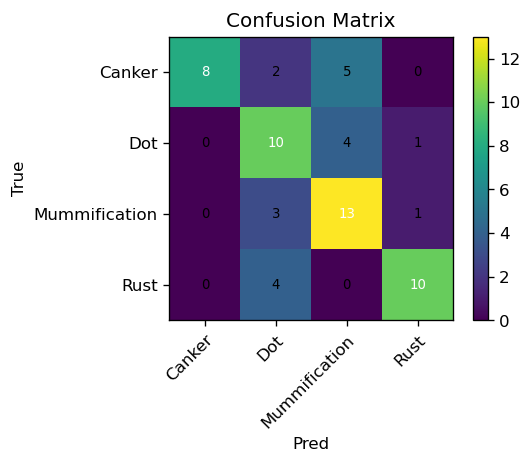 Confusion Matrix
Canker 8 2 5 0
Dot 0 10 4 1
Mummification 0 3 13 1
Rust 0 4 0 10
True
Canker Dot Mummification Rust
Pred
12
10
8
6
4
2
0